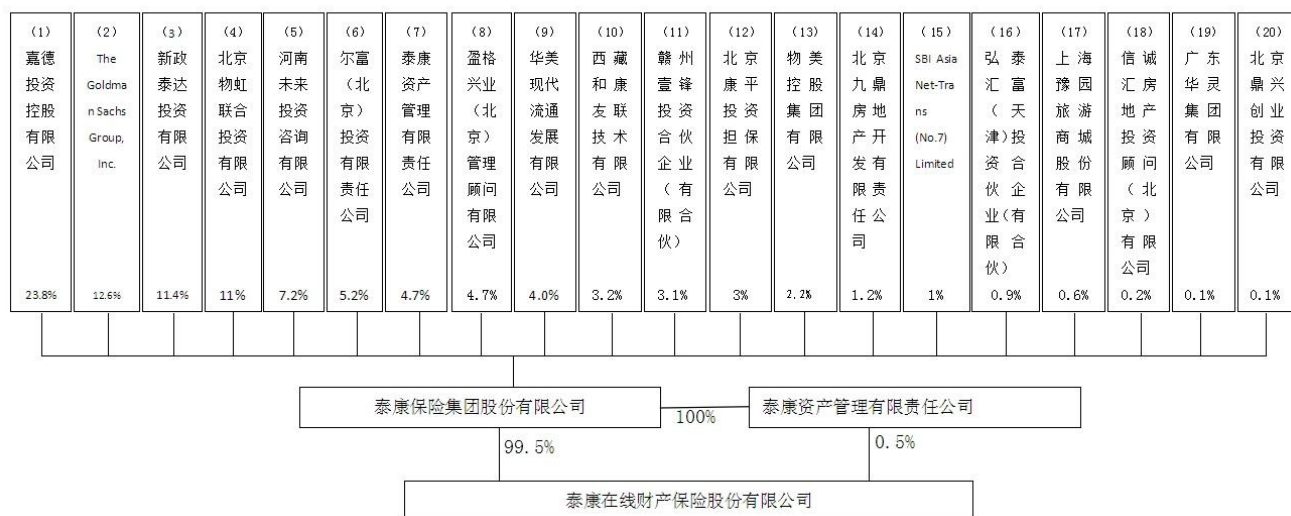 (1)
嘉德
投资
控股
有限
公司
23.8%
(2)
The
Goldma
n Sachs
Group,
Inc.
12.6%
(3)
新政
泰达
投资
有限
公司
11.4%
(4)
北京
物虹
联合
投资
有限
公司
11%
(5)
河南
未来
投资
咨询
有限
公司
7.2%
(6)
尔富
（北
京）
投资
有限
责任
公司
5.2%
(7)
泰康
资产
管理
有限
责任
公司
4.7%
(8)
盈格
兴业
（北
京）
管理
顾问
有限
公司
4.7%
(9)
华美
现代
流通
发展
有限
公司
4.0%
(10)
西藏
和康
友联
技术
有限
公司
3.2%
(11)
赣州
壹锋
投资
合伙
企业
（有
限合
伙）
3.1%
(12)
北京
康平
投资
担保
有限
公司
3%
(13)
物美
控股
集团
有限
公司
2.2%
(14)
北京
九鼎
房地
产开
发有
限责
任公
司
1.2%
(15)
SBI Asia
Net-Tra
ns
(No.7)
Limited
1%
(16)
弘泰
汇富
（天
津）投
资合
伙企
业（有
限合
伙）
0.9%
(17)
上海
豫园
旅游
商城
股份
有限
公司
0.6%
(18)
信诚
汇房
地产
投资
顾问
（北
京）有
限公司
0.2%
(19)
广东
华灵
集团
有限
公司
0.1%
(20)
北京
鼎兴
创业
投资
有限
公司
0.1%
泰康保险集团股份有限公司
100%
泰康资产管理有限责任公司
99.5%
0.5%
泰康在线财产保险股份有限公司